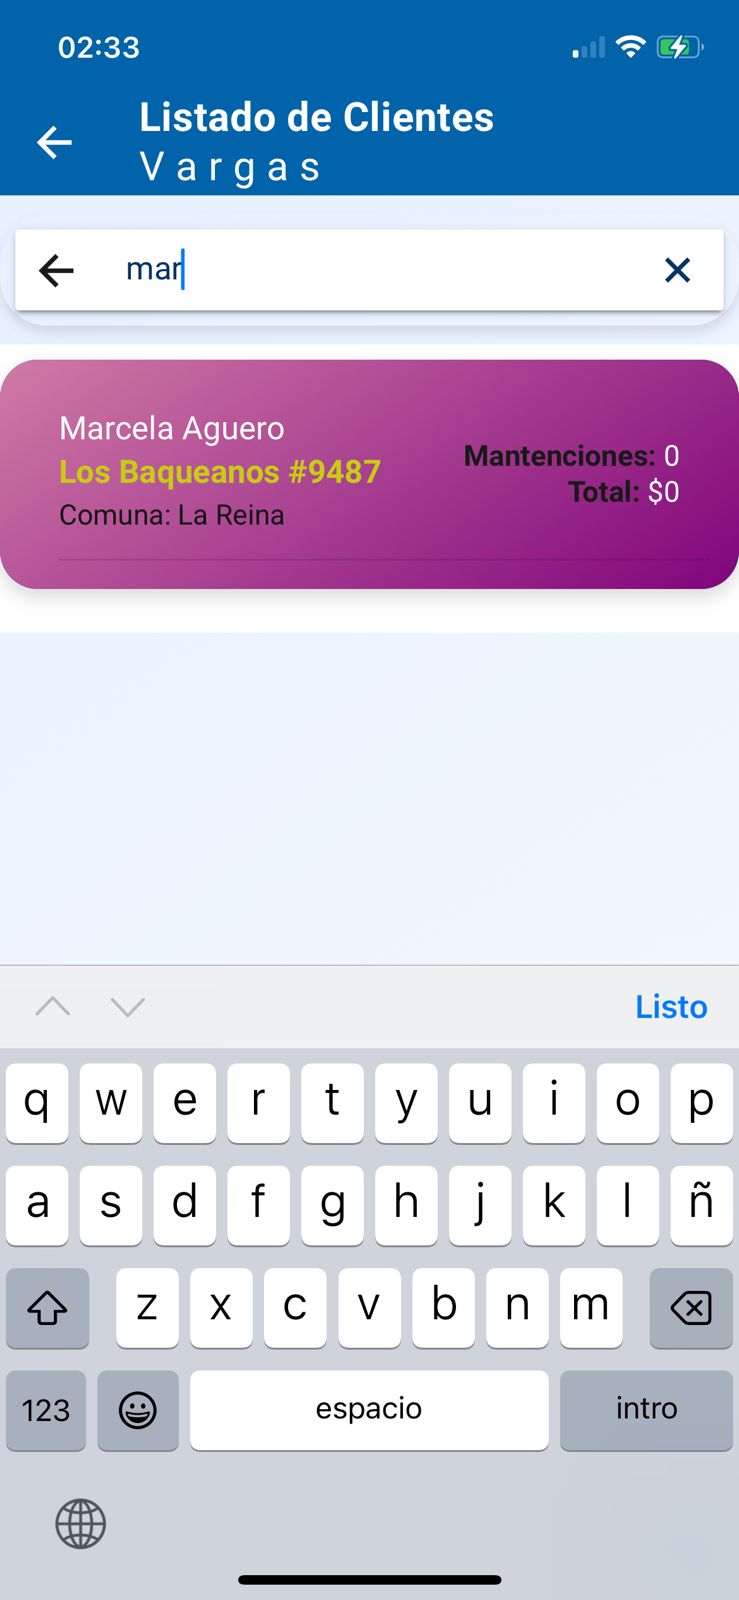 02:33
Listado de Clientes
Vargas
mar
Marcela Aguero
Los Baqueanos #9487
Comuna: La Reina
Mantenciones: 0
Total: $0
Listo
q w e r t y u i o p
a s d f g h j k l ñ
z x c v b n m
123 espacio intro